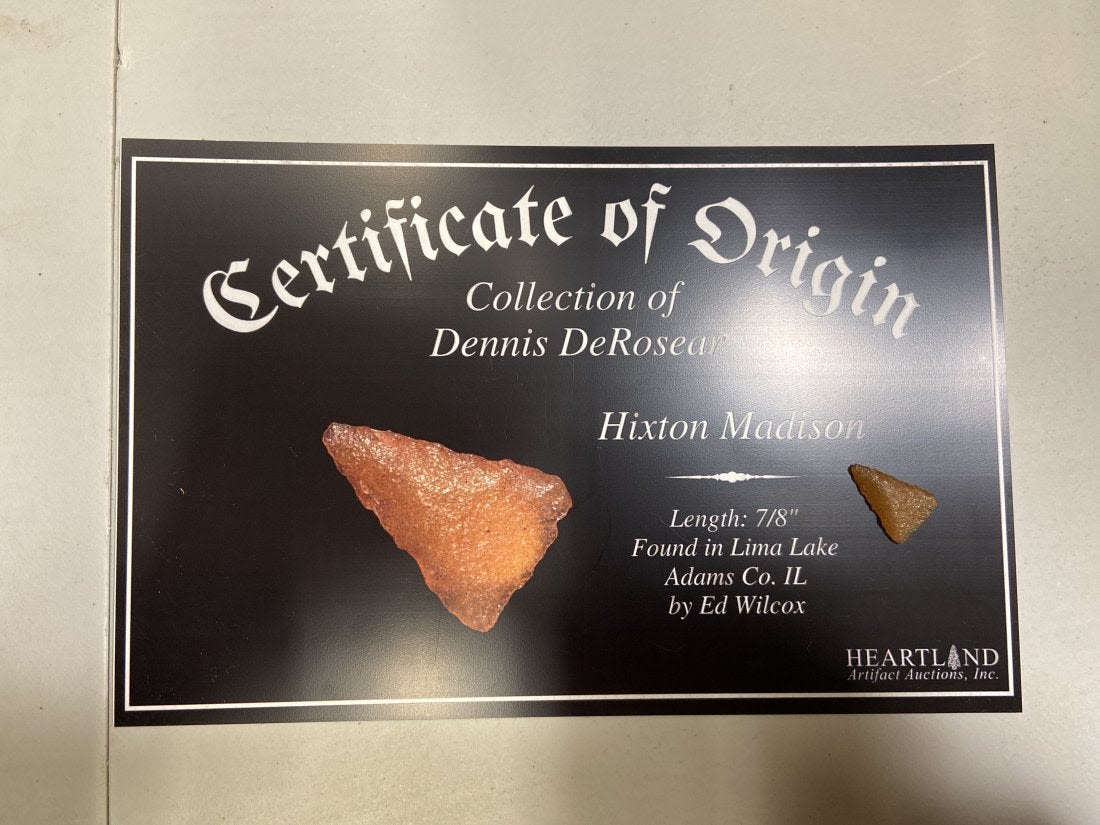 Certificate of Origin
Collection of
Dennis DeRosear
Hixton Madison
Length: 7/8"
Found in Lima Lake
Adams Co. IL
by Ed Wilcox
HEARTLAND
Artifact Auctions, Inc.